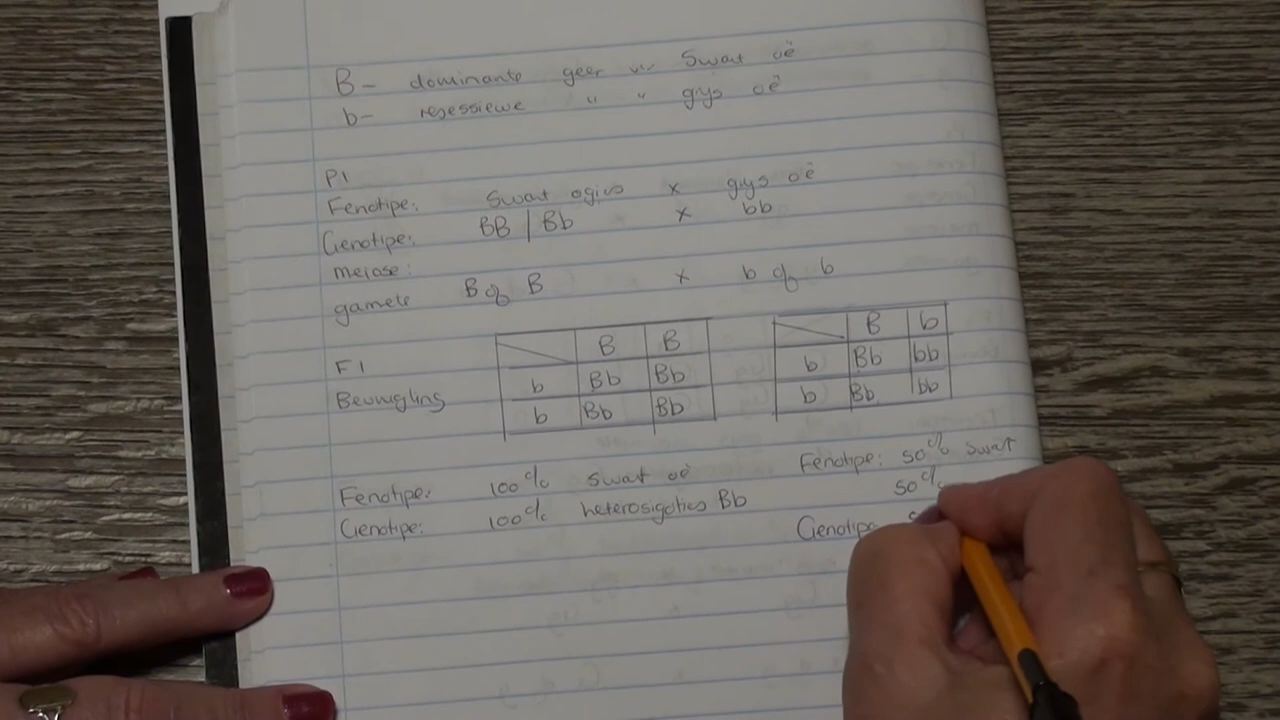 B- dominante geen vir Swart oë
b- resessiewe " " grys oë
P1
Fenotipe: Swart ogies x grys oë
Genotipe: BB | Bb x bb
meiose:
gamete B of B x b of b
F1
Bevrugting
B B
b Bb Bb
b Bb Bb
B b
b Bb bb
b Bb bb
Fenotipe: 100% swart oë
Genotipe: 100% heterosigoties Bb
Fenotipe: 50% swart
50%
Genotipe